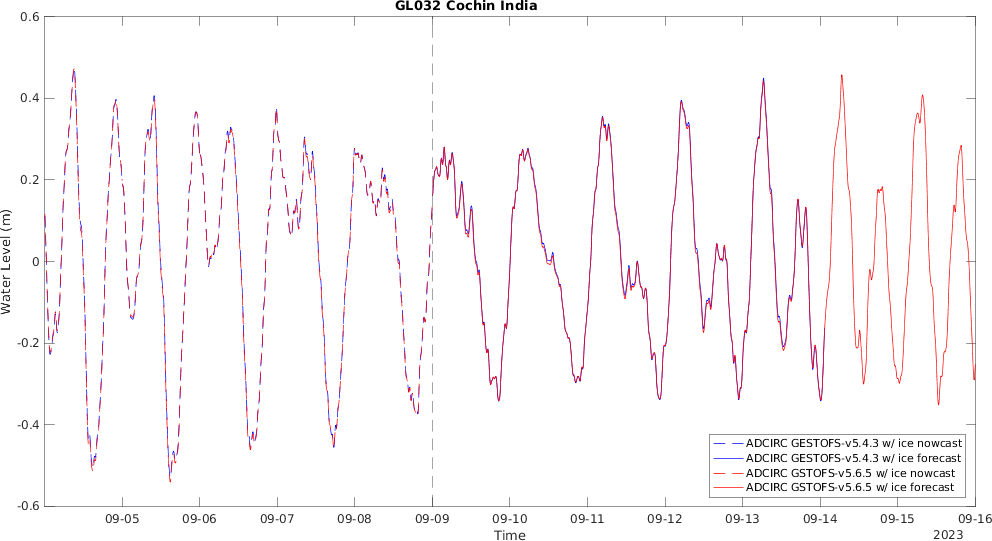 GL032 Cochin India
0.6
0.4
0.2
0
-0.2
-0.4
-0.6
Water Level (m)
ADCIRC GESTOFS-v5.4.3 w/ ice nowcast
ADCIRC GESTOFS-v5.4.3 w/ ice forecast
ADCIRC GSTOFS-v5.6.5 w/ ice nowcast
ADCIRC GSTOFS-v5.6.5 w/ ice forecast
09-05 09-06 09-07 09-08 09-09 09-10 09-11 09-12 09-13 09-14 09-15 09-16
Time
2023